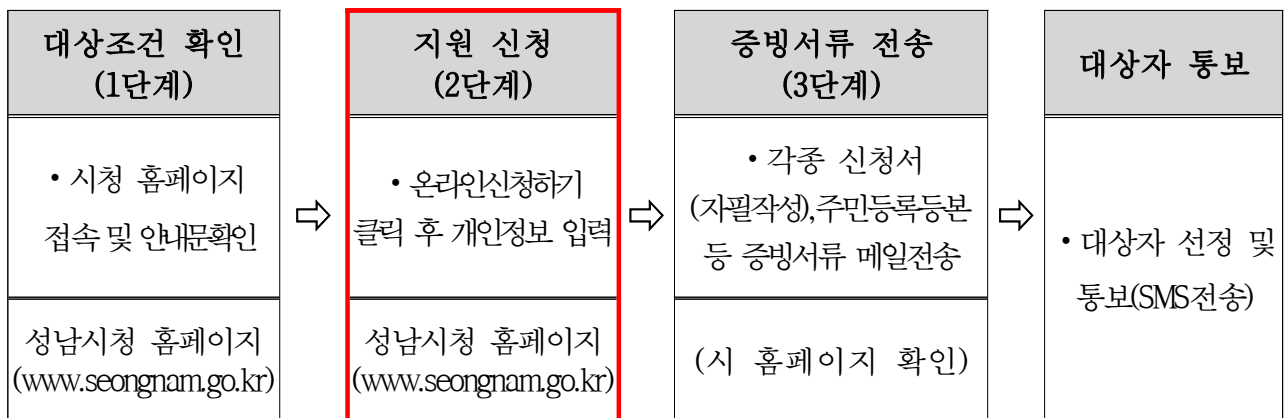 대상조건 확인
(1단계)
• 시청 홈페이지
접속 및 안내문확인
성남시청 홈페이지
(www.seongnam.go.kr)
⇨
지원 신청
(2단계)
• 온라인신청하기
클릭 후 개인정보 입력
성남시청 홈페이지
(www.seongnam.go.kr)
⇨
증빙서류 전송
(3단계)
• 각종 신청서
(자필작성),주민등록등본
등 증빙서류 메일전송
(시 홈페이지 확인)
⇨
대상자 통보
• 대상자 선정 및
통보(SMS전송)